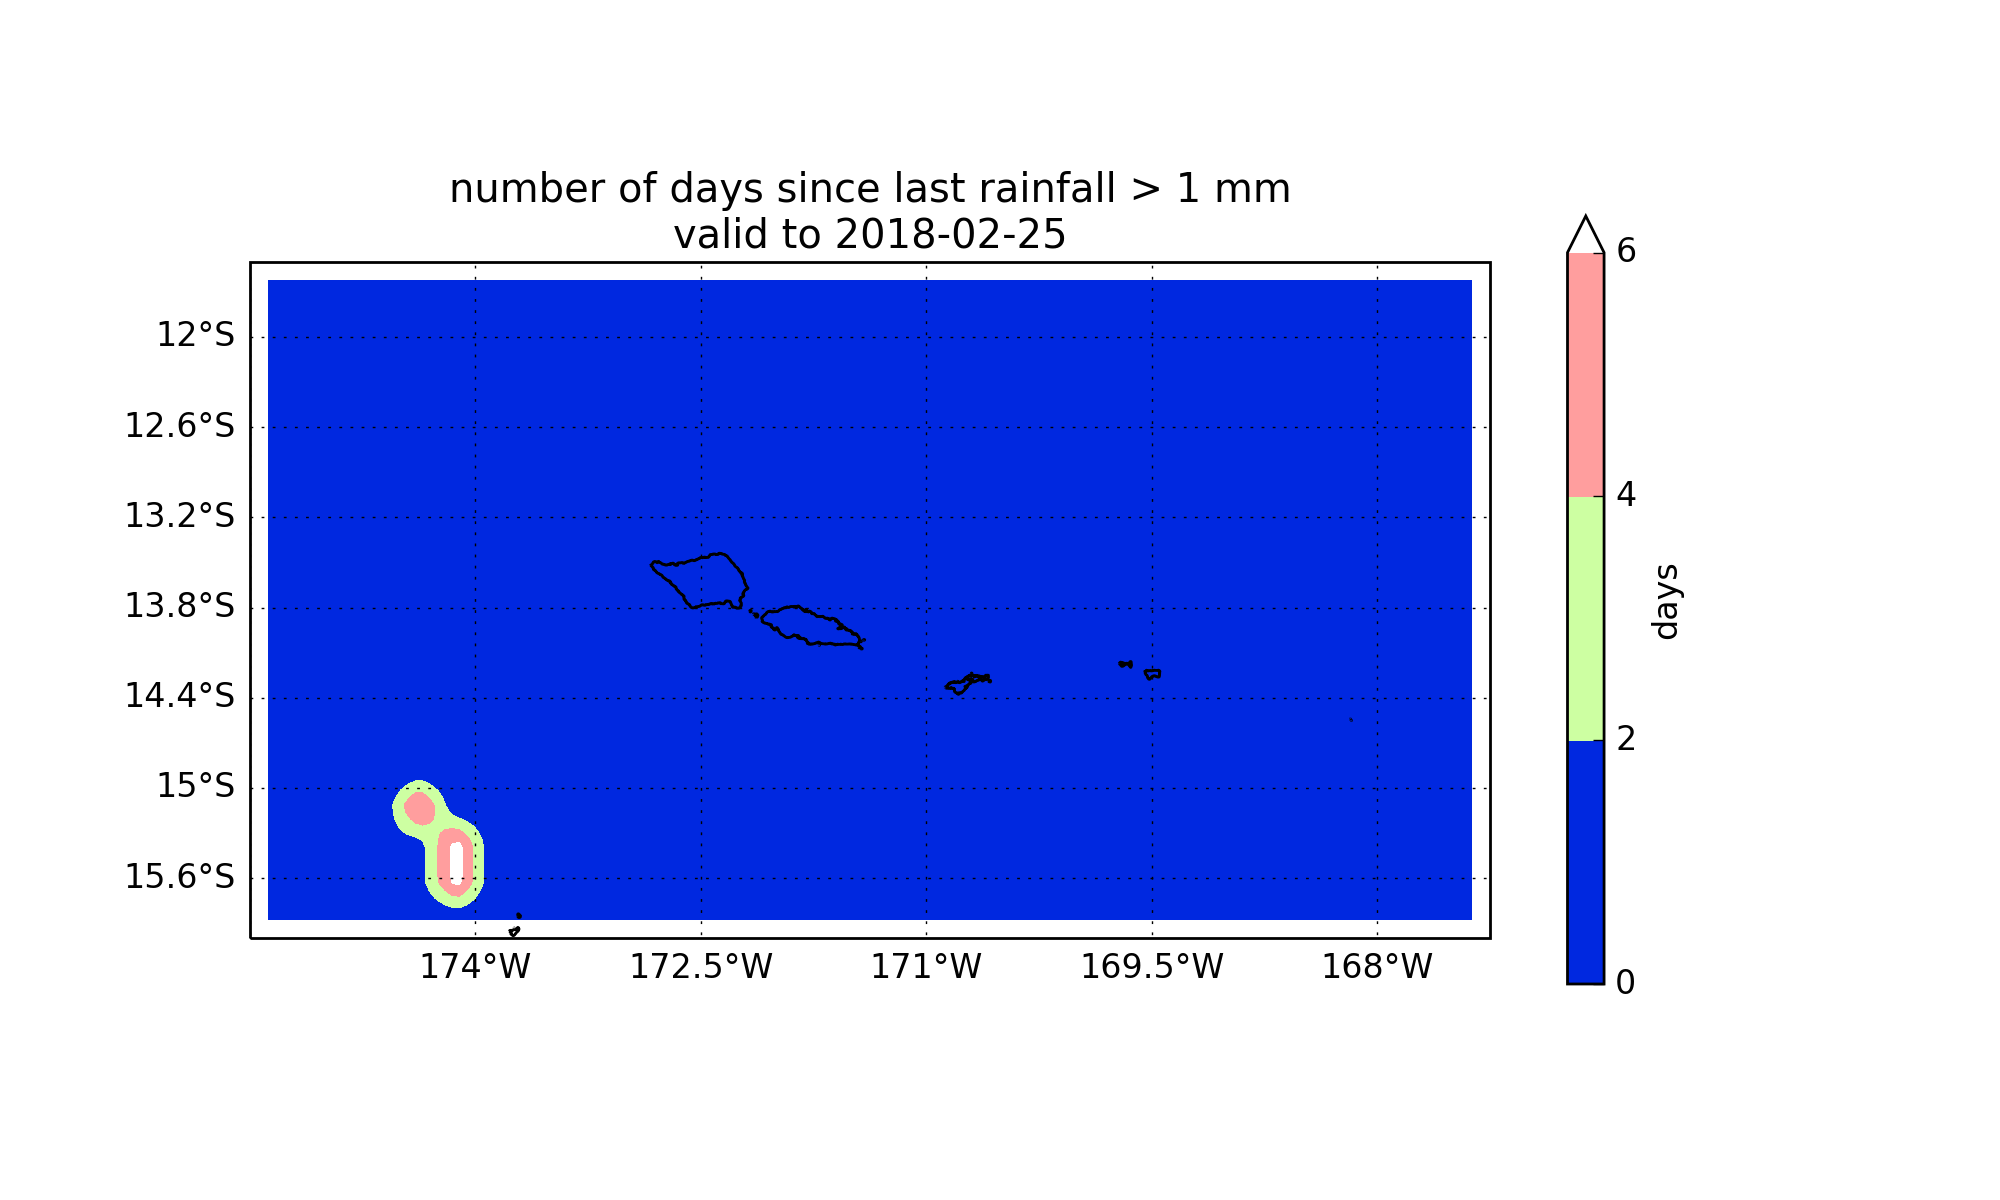 number of days since last rainfall > 1 mm
valid to 2018-02-25
12°S
12.6°S
13.2°S
13.8°S
14.4°S
15°S
15.6°S
174°W
172.5°W
171°W
169.5°W
168°W
6
4
2
0
days